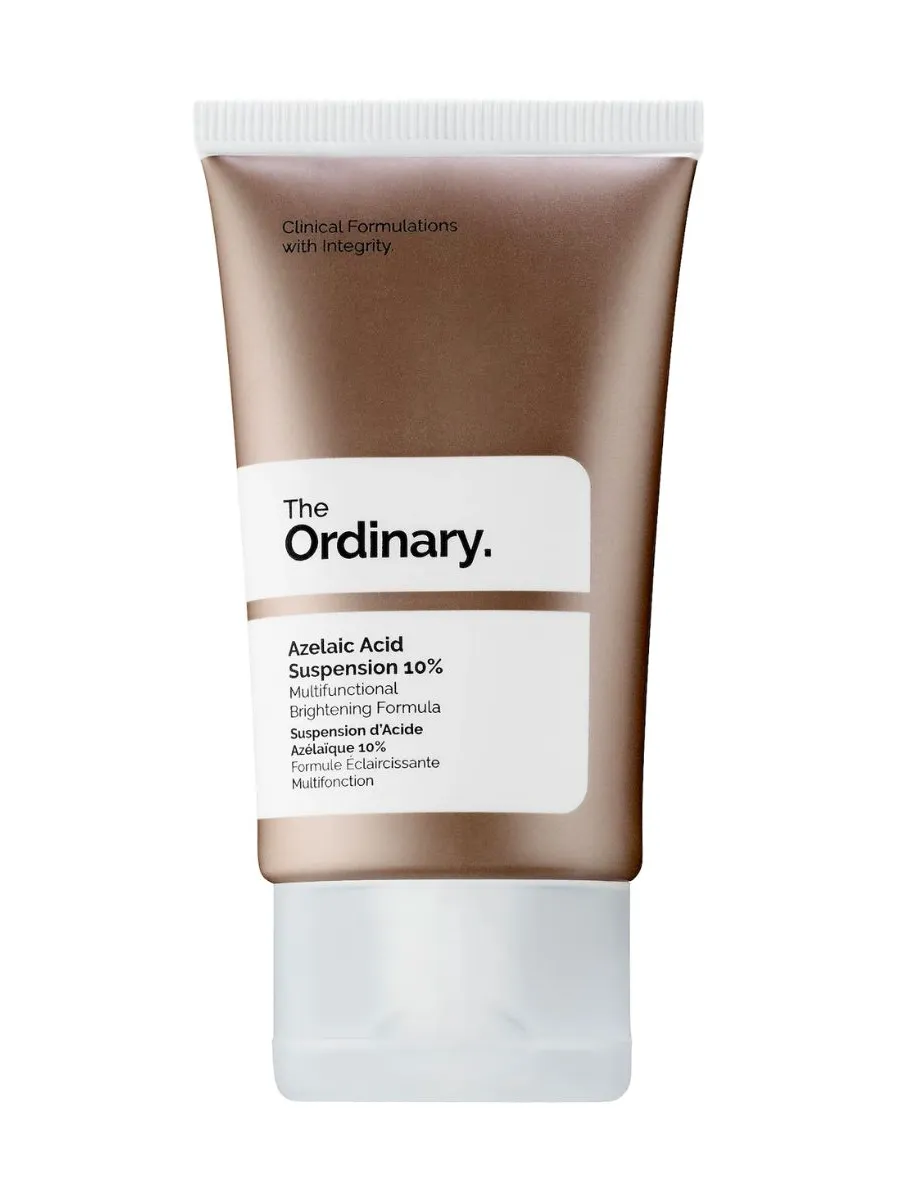 Clinical Formulations
with Integrity.
The
Ordinary.
Azelaic Acid
Suspension 10%
Multifunctional
Brightening Formula
Suspension d'Acide
Azélaïque 10%
Formule Éclaircissante
Multifonction